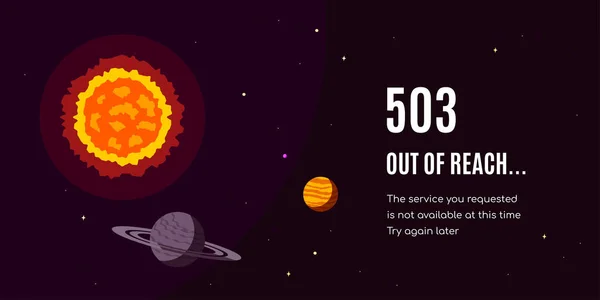 503
OUT OF REACH...
The service you requested
is not available at this time
Try again later